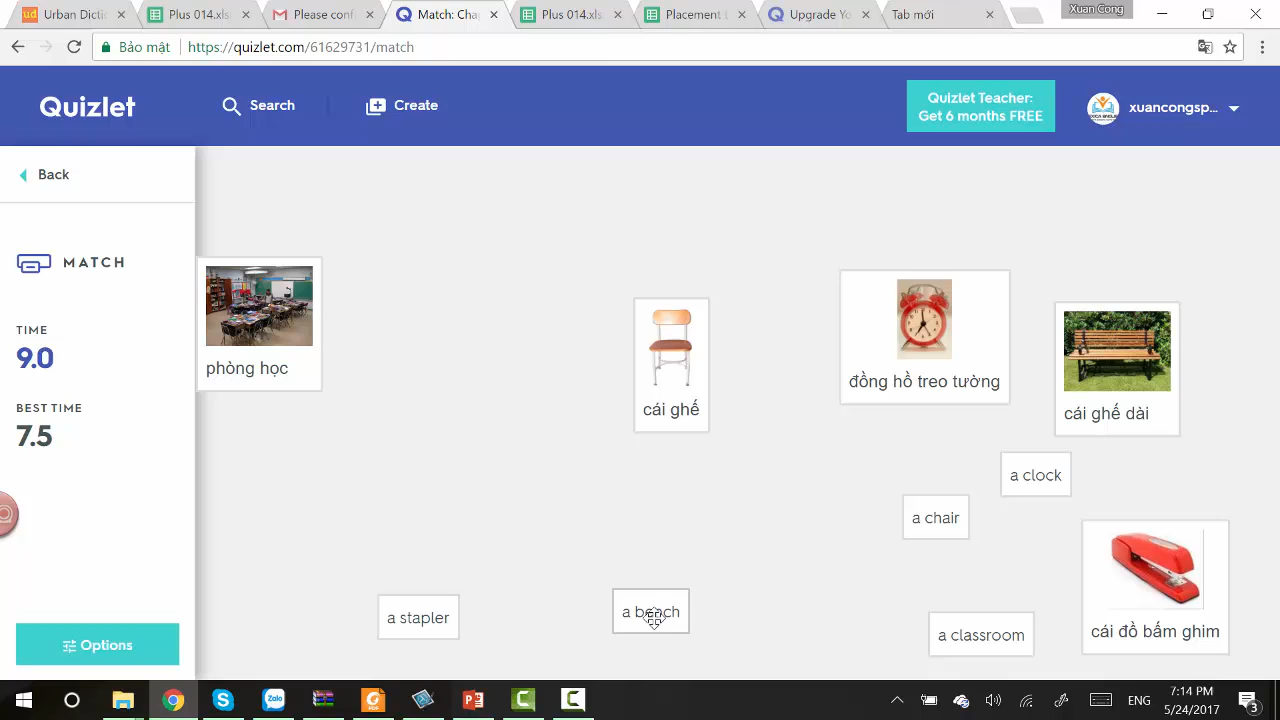 Urban Dictio
Plus 014.xls
Please conf
Match: Cha
Plus 014.xls
Placement
Upgrade
Tab mới
Xuan Cong
Bảo mật
https://quizlet.com/61629731/match
Quizlet
Search
Create
Quizlet Teacher:
Get 6 months FREE
xuancongsp...
Back
MATCH
TIME
9.0
BEST TIME
7.5
Options
phòng học
cái ghế
đồng hồ treo tường
cái ghế dài
a clock
a chair
a stapler
a bench
a classroom
cái đồ bấm ghim
Zalo
ENG
7:14 PM
5/24/2017
3